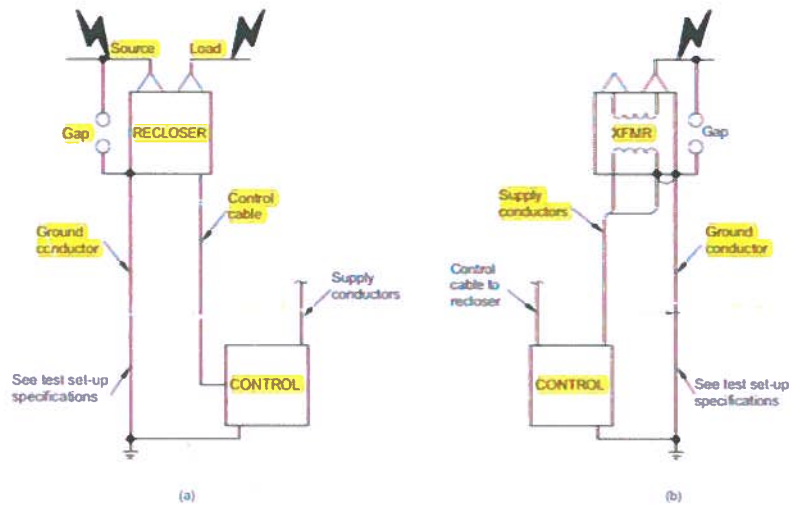 Source
Load
Gap
RECLOSER
Control
cable
Ground
conductor
Supply
conductors
See test set-up
specifications
CONTROL
(a)
XFMR
Gap
Supply
conductors
Ground
conductor
Control
cable to
recloser
CONTROL
See test set-up
specifications
(b)